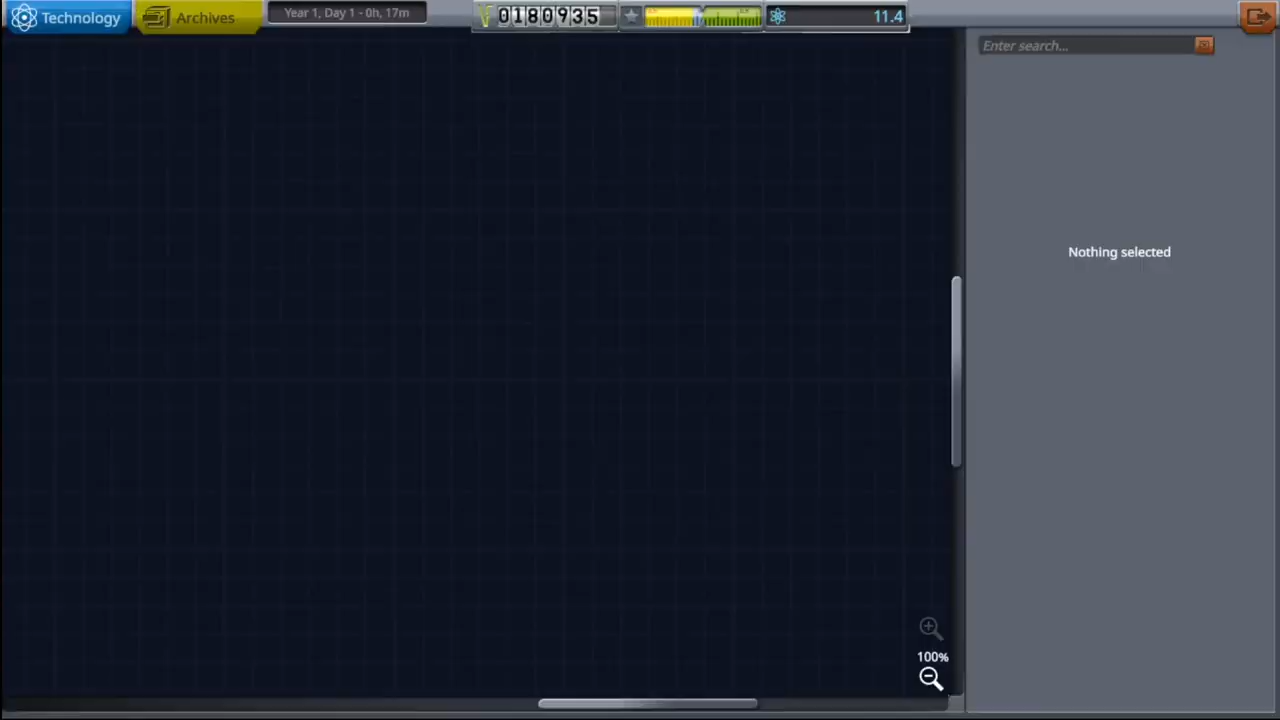 Technology
Archives
Year 1, Day 1 - 0h, 17m
0180935
11.4
Enter search...
Nothing selected
100%